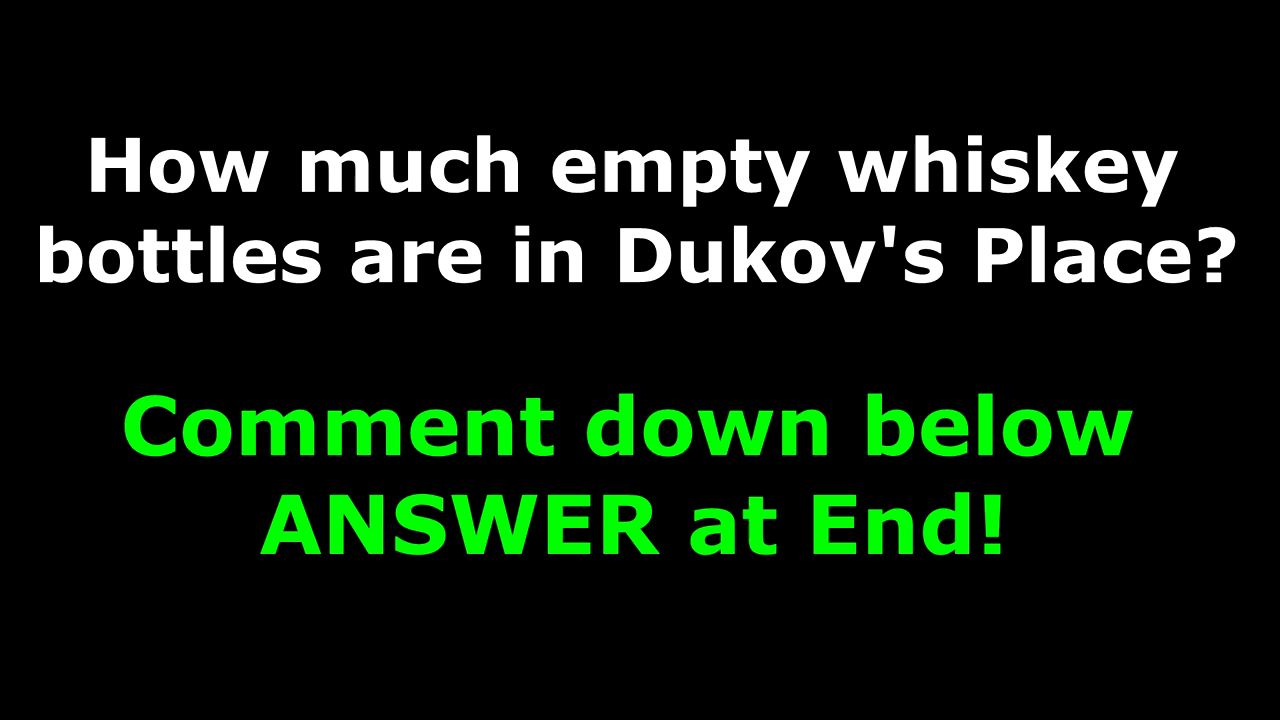 How much empty whiskey
bottles are in Dukov's Place?
Comment down below
ANSWER at End!